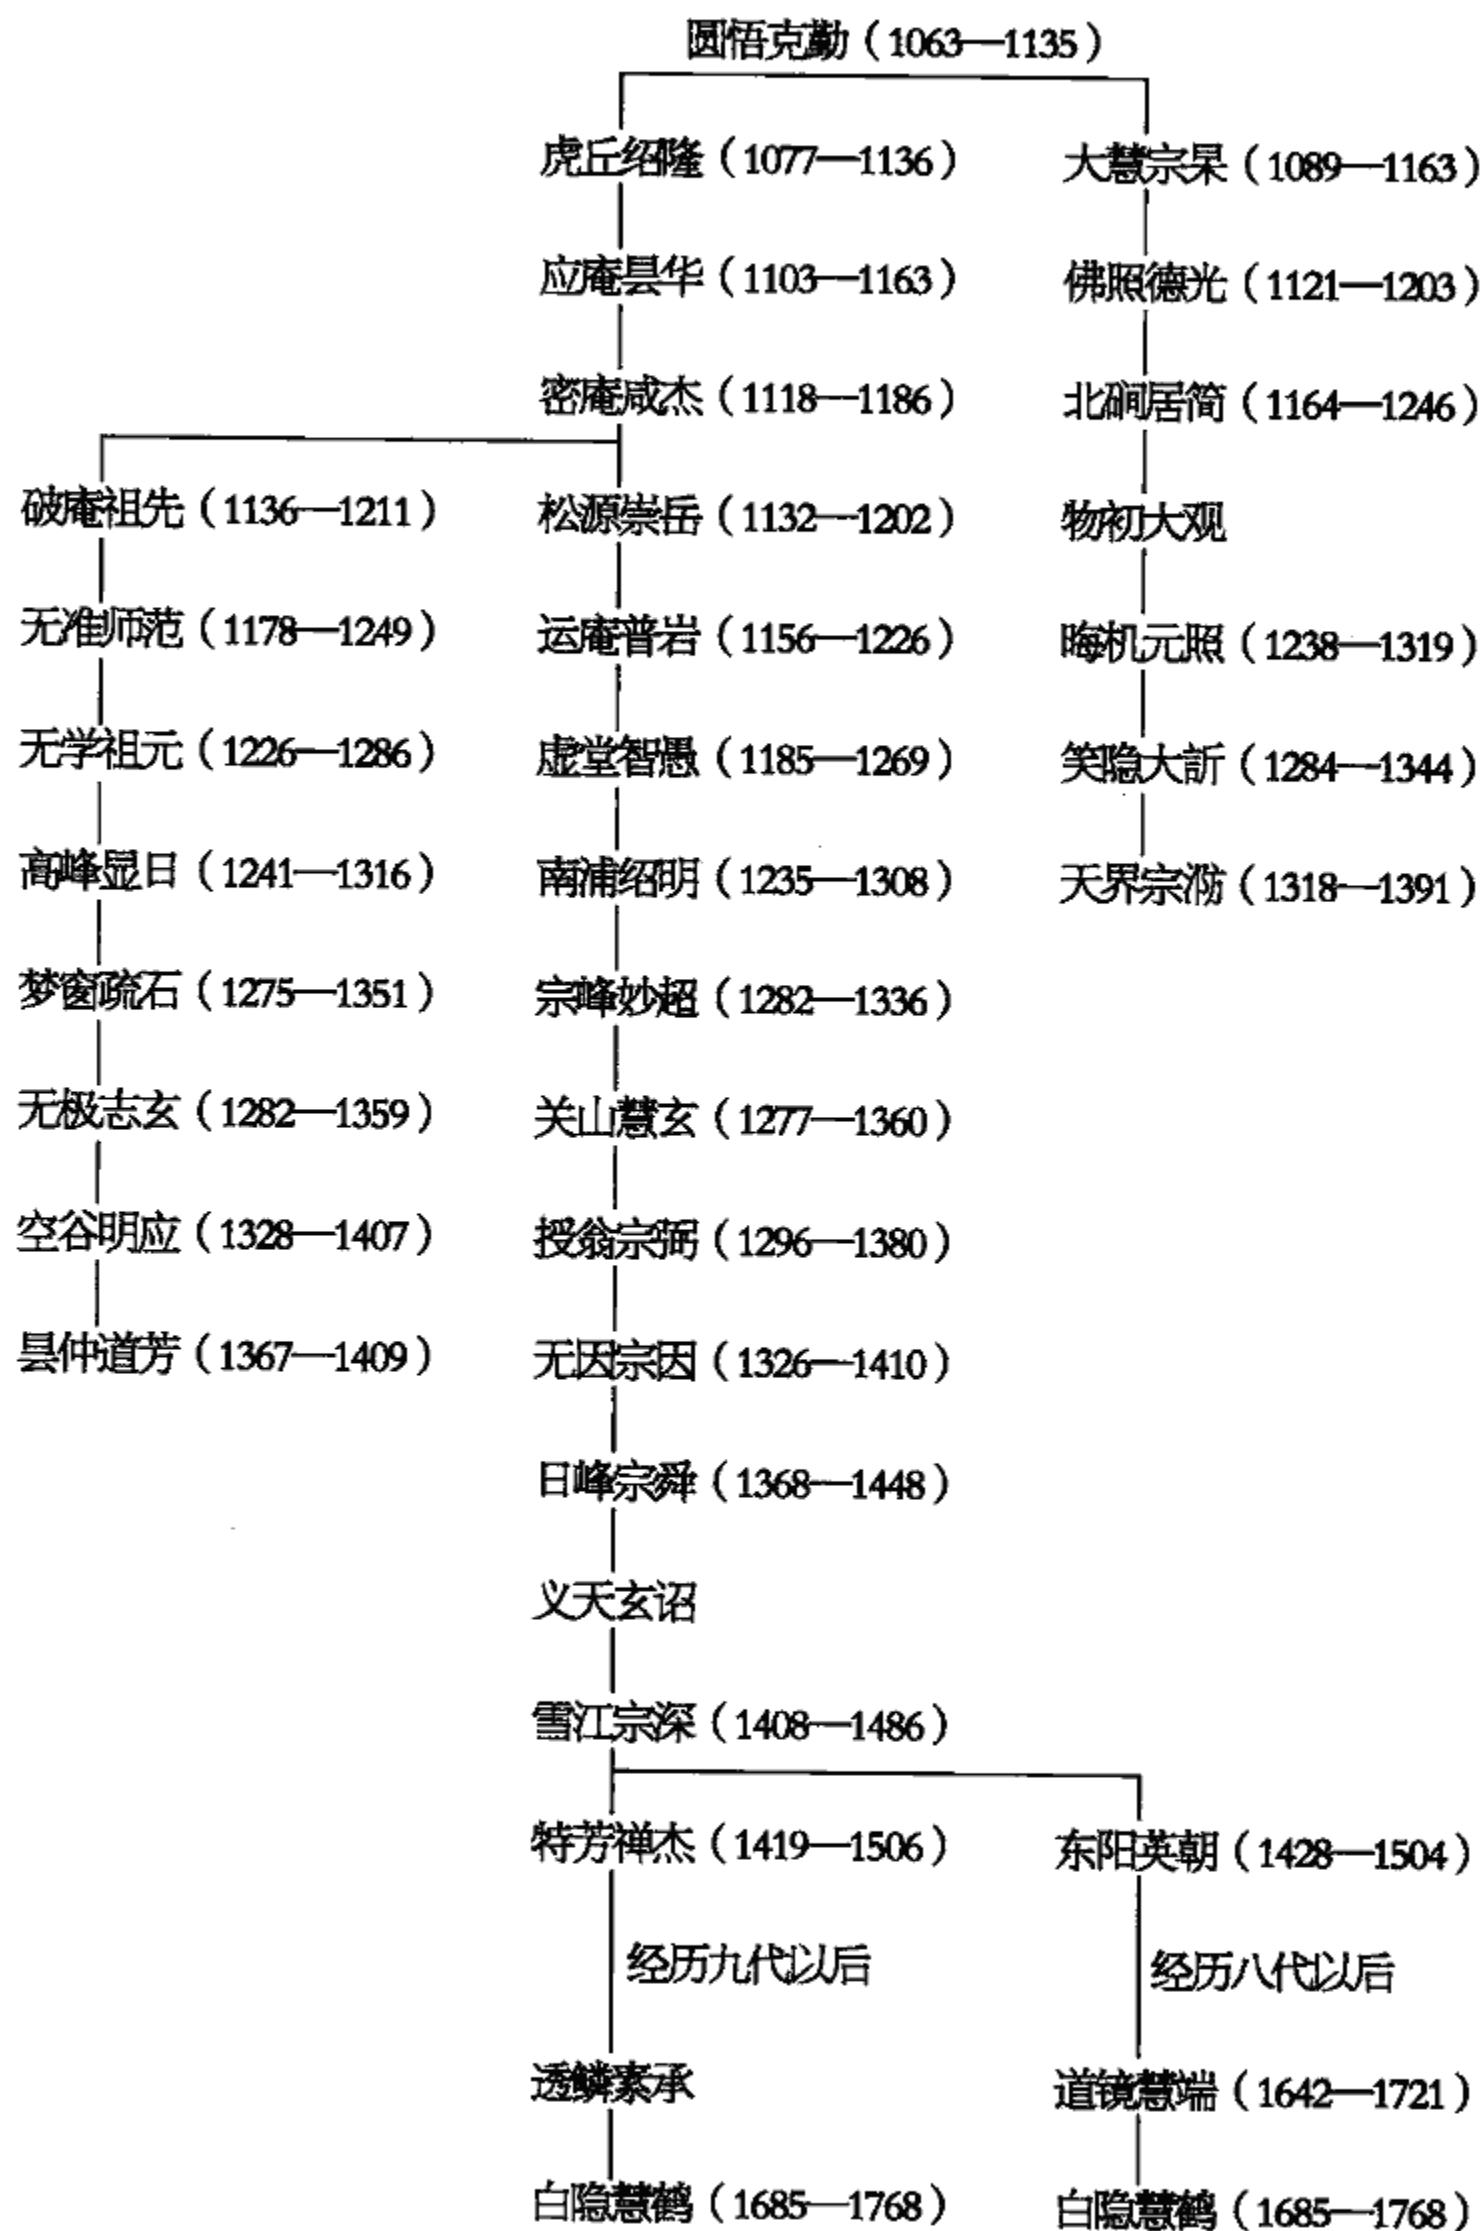 圆悟克勤（1063—1135）
虎丘绍隆（1077—1136）
大慧宗杲（1089—1163）
应庵昙华（1103—1163）
佛照德光（1121—1203）
密庵咸杰（1118—1186）
北磵居简（1164—1246）
破庵祖先（1136—1211）
松源崇岳（1132—1202）
物初大观
无准师范（1178—1249）
运庵普岩（1156—1226）
晦机元照（1238—1319）
无学祖元（1226—1286）
虚堂智愚（1185—1269）
笑隐大訢（1284—1344）
高峰显日（1241—1316）
南浦绍明（1235—1308）
天界宗泐（1318—1391）
梦窗疏石（1275—1351）
宗峰妙超（1282—1336）
无极志玄（1282—1359）
关山慧玄（1277—1360）
空谷明应（1328—1407）
授翁宗弼（1296—1380）
昙仲道芳（1367—1409）
无因宗因（1326—1410）
日峰宗舜（1368—1448）
义天玄诏
雪江宗深（1408—1486）
特芳禅杰（1419—1506）
东阳英朝（1428—1504）
经历九代以后
经历八代以后
透鳞素承
道镜慧端（1642—1721）
白隐慧鹤（1685—1768）
白隐慧鹤（1685—1768）